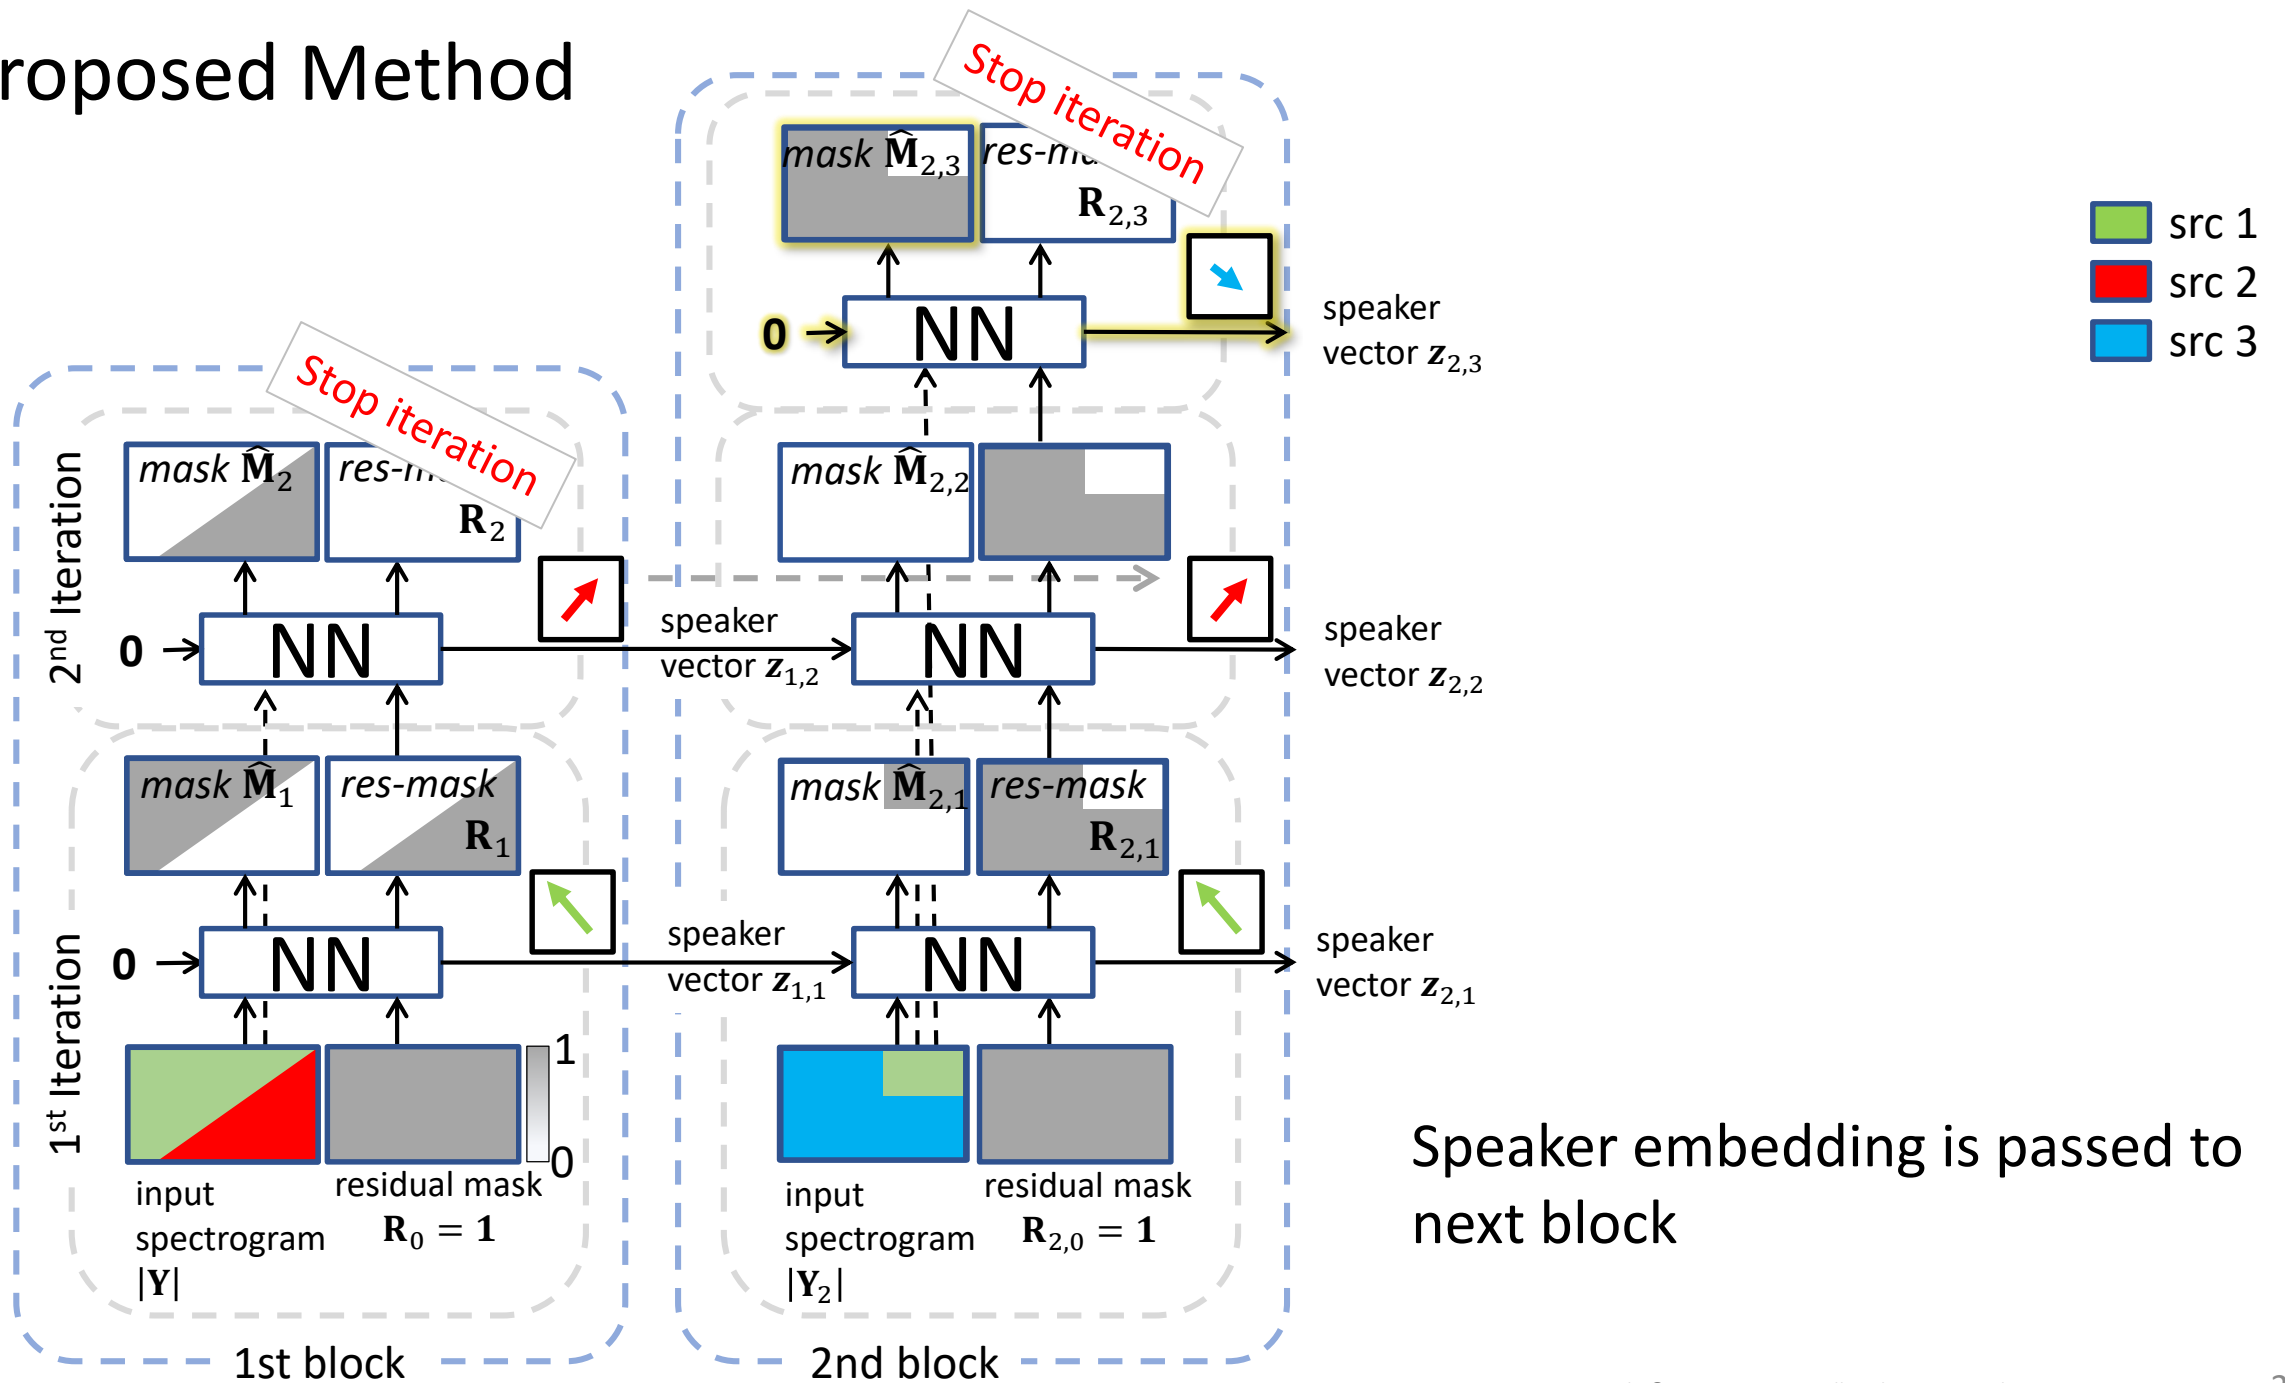 roposed Method
Stop iteration
mask M̂2,3
res-ma
R2,3
0
NN
speaker
vector z2,3
src 1
src 2
src 3
Stop iteration
2nd Iteration
mask M̂2
res-m
R2
0
NN
speaker
vector z1,2
mask M̂2,2
NN
speaker
vector z2,2
1st Iteration
mask M̂1
res-mask
R1
0
NN
speaker
vector z1,1
mask M̂2,1
res-mask
R2,1
NN
speaker
vector z2,1
1
0
input
spectrogram
|Y|
residual mask
R0 = 1
input
spectrogram
|Y2|
residual mask
R2,0 = 1
Speaker embedding is passed to
next block
1st block
2nd block